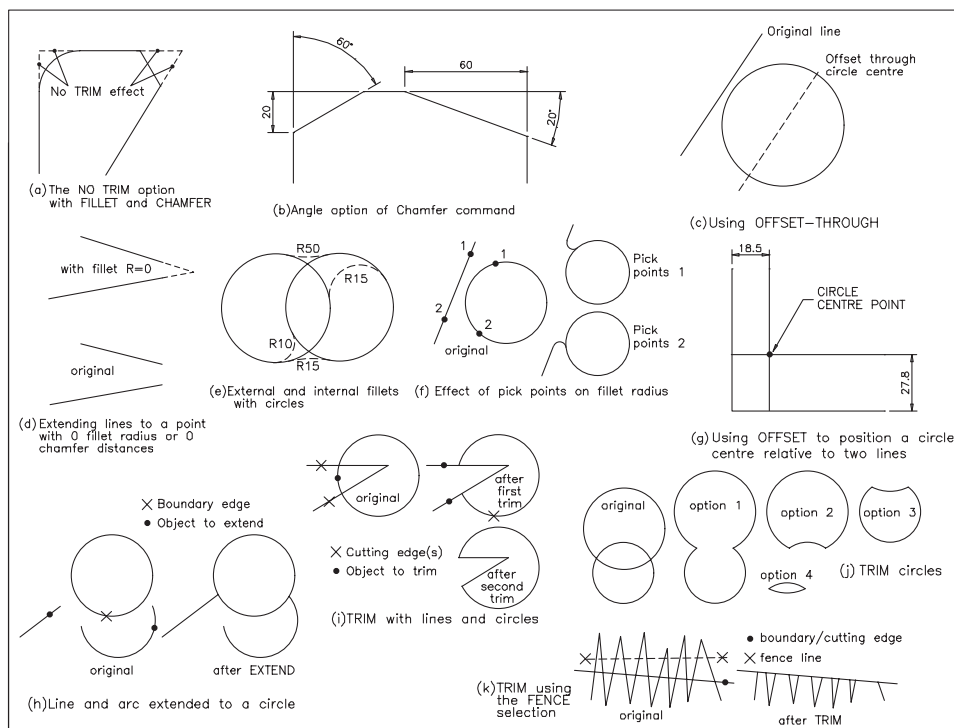 No TRIM effect
(a) The NO TRIM option
with FILLET and CHAMFER
60°
20
60
20°
(b) Angle option of Chamfer command
Original line
Offset through
circle centre
(c) Using OFFSET-THROUGH
with fillet R=0
original
(d) Extending lines to a point
with 0 fillet radius or 0
chamfer distances
R50
R15
R10
R15
(e) External and internal fillets
with circles
1
1
2
2
original
Pick
points 1
Pick
points 2
(f) Effect of pick points on fillet radius
18.5
CIRCLE
CENTRE POINT
27.8
(g) Using OFFSET to position a circle
centre relative to two lines
Boundary edge
Object to extend
original
after EXTEND
(h) Line and arc extended to a circle
original
after
first
trim
Cutting edge(s)
Object to trim
after
second
trim
(i) TRIM with lines and circles
original
option 1
option 2
option 3
option 4
(j) TRIM circles
boundary/cutting edge
fence line
(k) TRIM using
the FENCE
selection
original
after TRIM